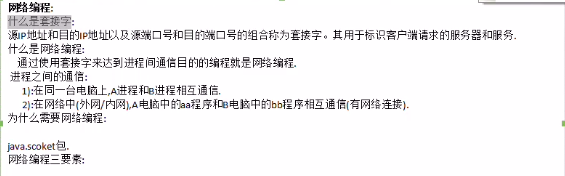 网络编程:
什么是套接字:
源IP地址和目的IP地址以及源端口号和目的端口号的组合称为套接字。其用于标识客户端请求的服务器和服务.
什么是网络编程:
通过使用套接字来达到进程间通信目的的编程就是网络编程.
进程之间的通信:
1):在同一台电脑上,A进程和B进程相互通信.
2):在网络中(外网/内网),A电脑中的aa程序和B电脑中的bb程序相互通信(有网络连接).
为什么需要网络编程:
java.scoket包.
网络编程三要素: